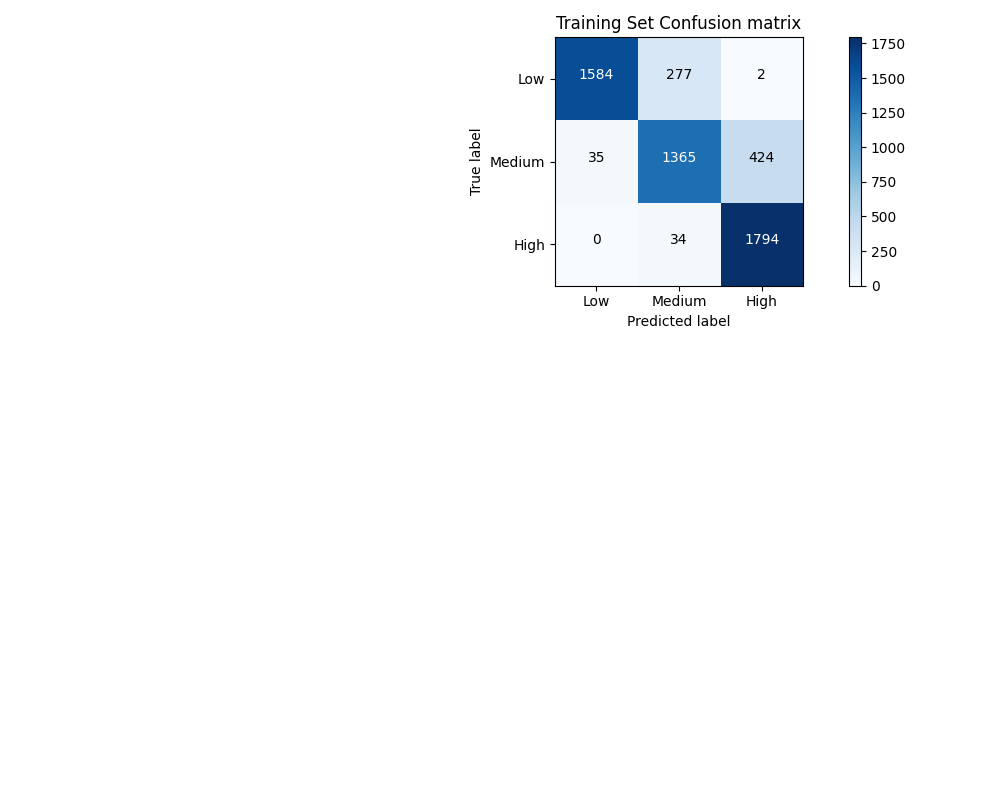 Training Set Confusion matrix
True label
Low 1584 277 2
Medium 35 1365 424
High 0 34 1794
Low Medium High
Predicted label
1750
1500
1250
1000
750
500
250
0